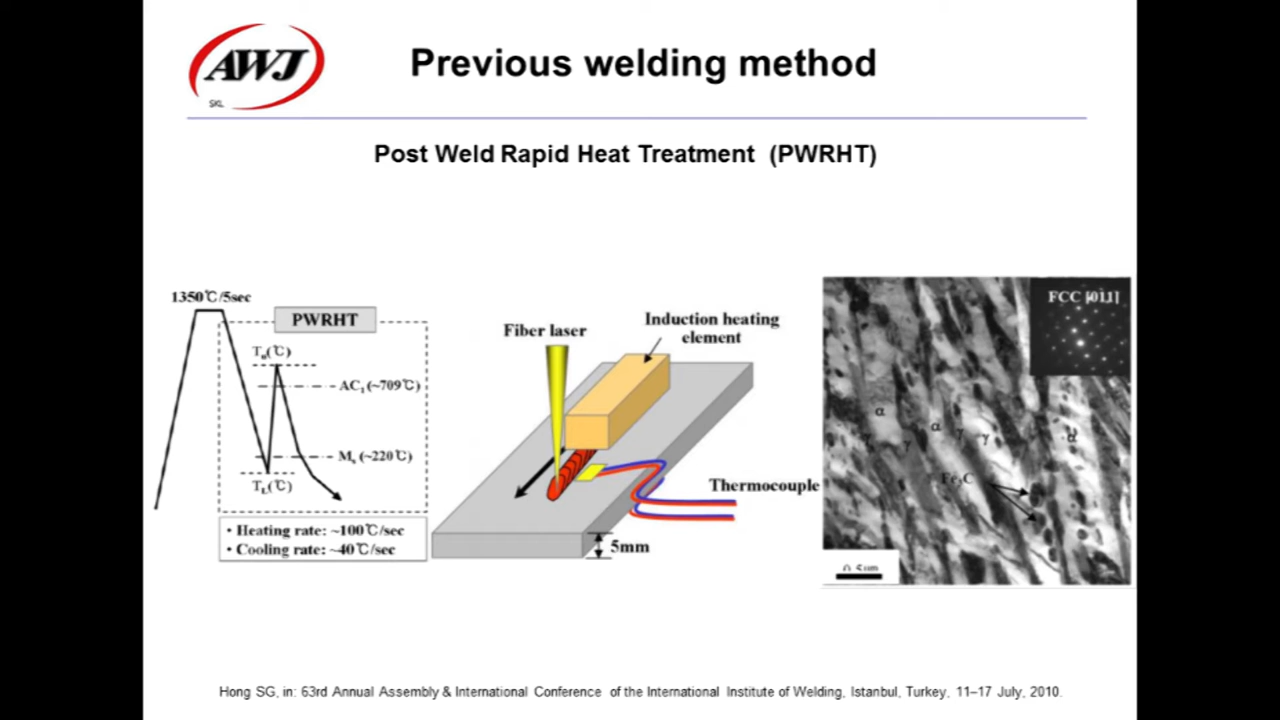 AWJ
SKL
Previous welding method
Post Weld Rapid Heat Treatment (PWRHT)
1350℃/5sec
PWRHT
Tu(℃)
AC1(~709℃)
Ms(~220℃)
TL(℃)
• Heating rate: ~100℃/sec
• Cooling rate: ~40℃/sec
Fiber laser
Induction heating
element
Thermocouple
5mm
FCC [011]
α
α
α
γ
γ
γ
γ
Fe3C
0.5um
Hong SG, in: 63rd Annual Assembly & International Conference of the International Institute of Welding, Istanbul, Turkey, 11–17 July, 2010.